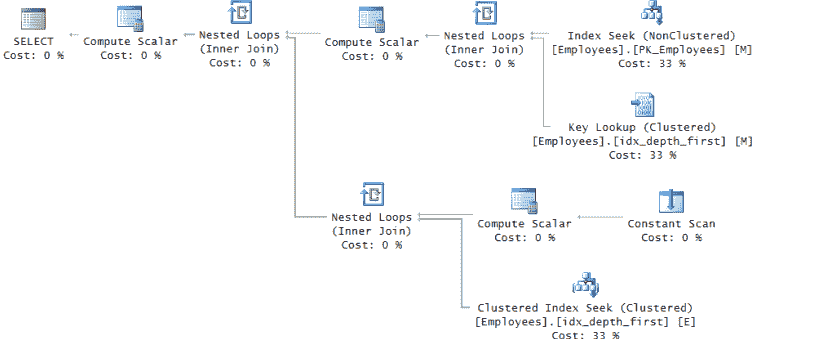 SELECT
Cost: 0 %
Compute Scalar
Cost: 0 %
Nested Loops
(Inner Join)
Cost: 0 %
Compute Scalar
Cost: 0 %
Nested Loops
(Inner Join)
Cost: 0 %
Index Seek (NonClustered)
[Employees].[PK_Employees] [M]
Cost: 33 %
Key Lookup (Clustered)
[Employees].[idx_depth_first] [M]
Cost: 33 %
Nested Loops
(Inner Join)
Cost: 0 %
Compute Scalar
Cost: 0 %
Constant Scan
Cost: 0 %
Clustered Index Seek (Clustered)
[Employees].[idx_depth_first] [E]
Cost: 33 %